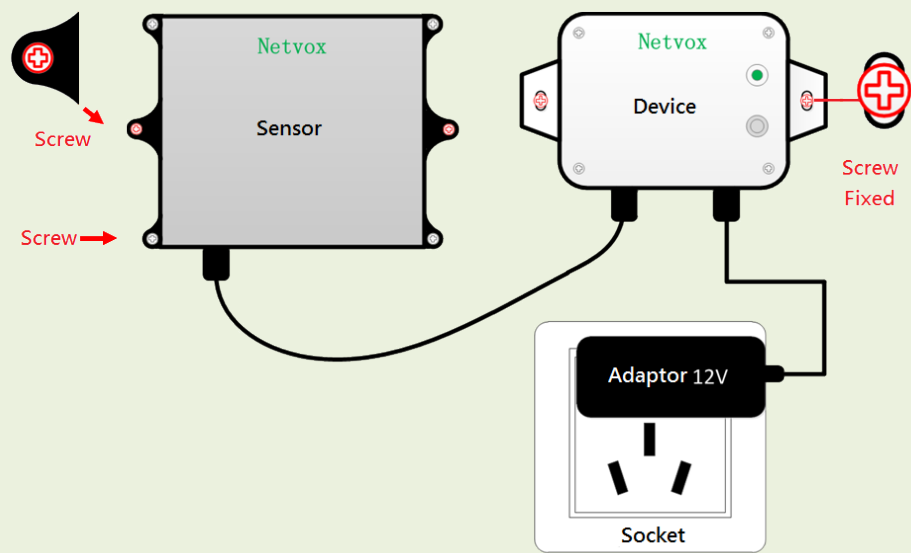 Netvox
Sensor
Screw
Screw
Netvox
Device
Screw
Fixed
Adaptor 12V
Socket